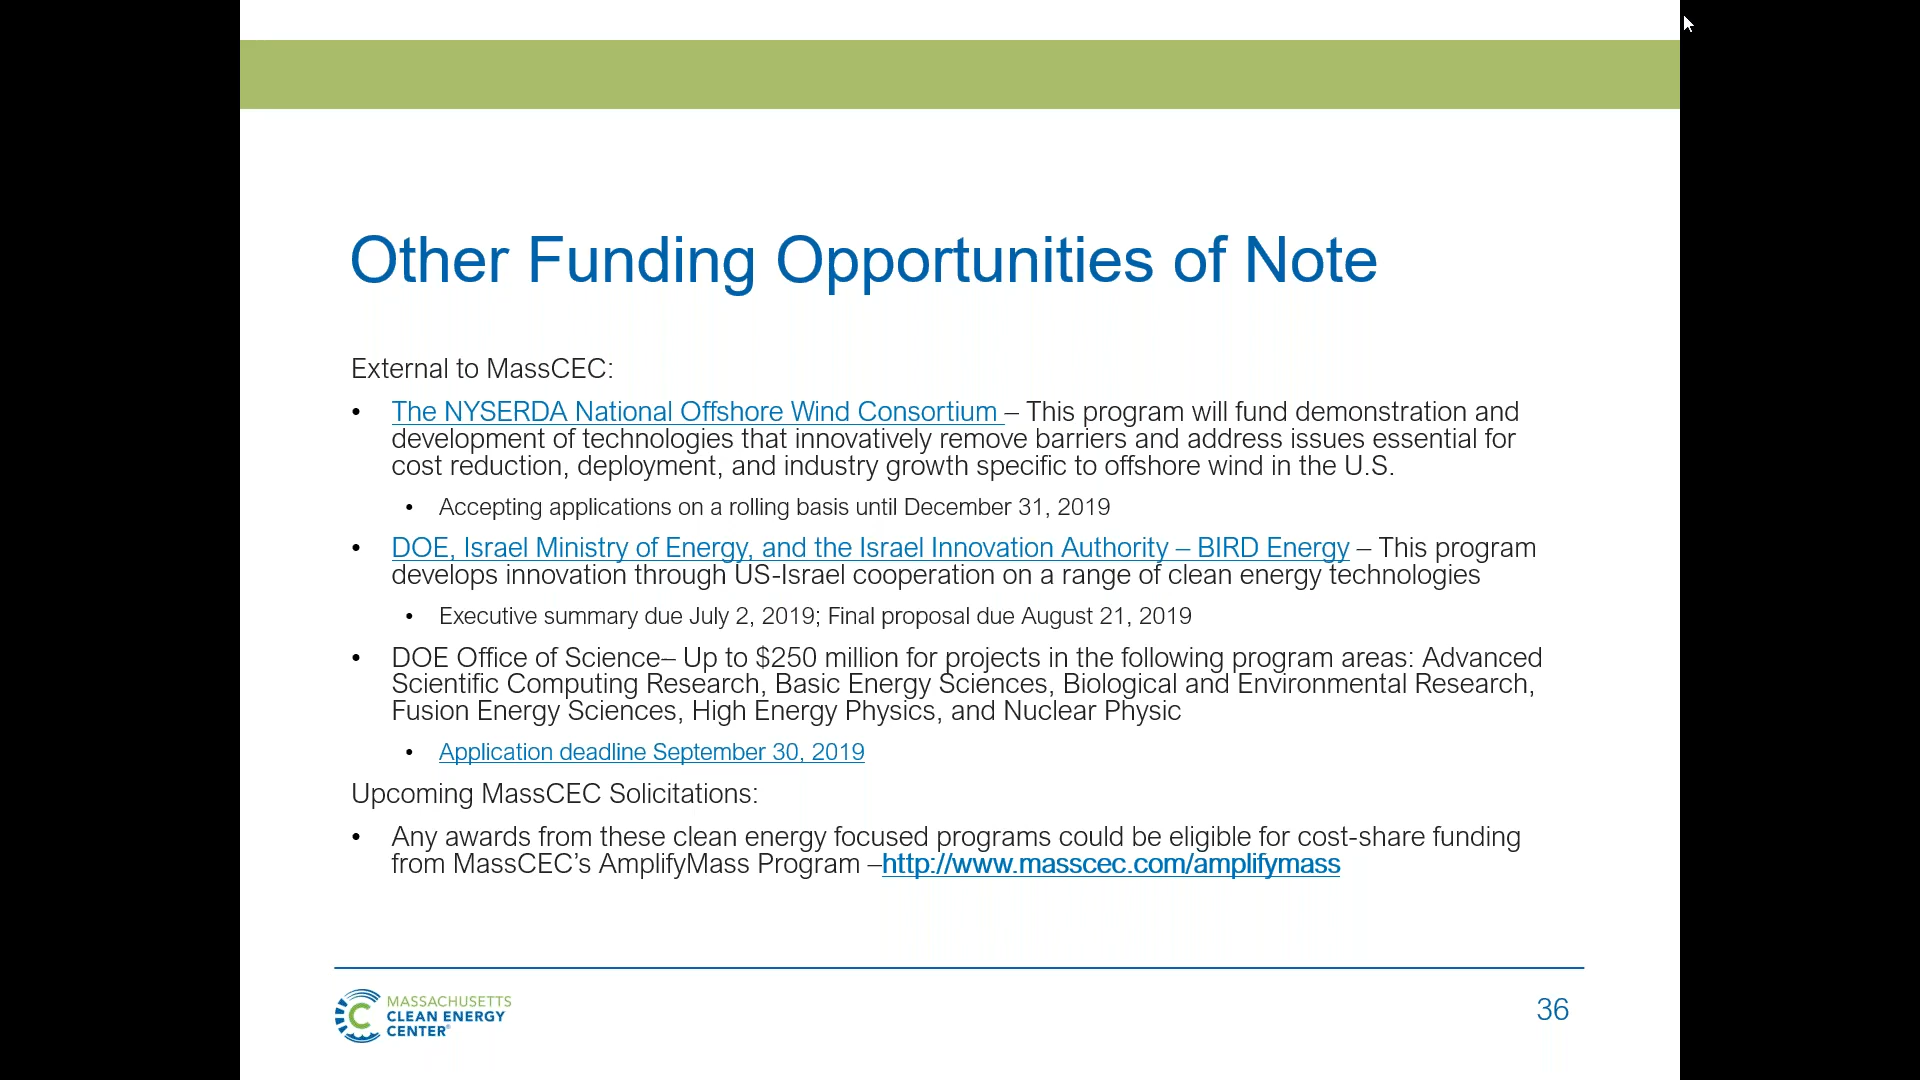 Other Funding Opportunities of Note
External to MassCEC:
• The NYSERDA National Offshore Wind Consortium – This program will fund demonstration and
development of technologies that innovatively remove barriers and address issues essential for
cost reduction, deployment, and industry growth specific to offshore wind in the U.S.
• Accepting applications on a rolling basis until December 31, 2019
• DOE, Israel Ministry of Energy, and the Israel Innovation Authority – BIRD Energy – This program
develops innovation through US-Israel cooperation on a range of clean energy technologies
• Executive summary due July 2, 2019; Final proposal due August 21, 2019
• DOE Office of Science– Up to $250 million for projects in the following program areas: Advanced
Scientific Computing Research, Basic Energy Sciences, Biological and Environmental Research,
Fusion Energy Sciences, High Energy Physics, and Nuclear Physic
• Application deadline September 30, 2019
Upcoming MassCEC Solicitations:
• Any awards from these clean energy focused programs could be eligible for cost-share funding
from MassCEC’s AmplifyMass Program –http://www.masscec.com/amplifymass
MASSACHUSETTS
CLEAN ENERGY
CENTER®
36